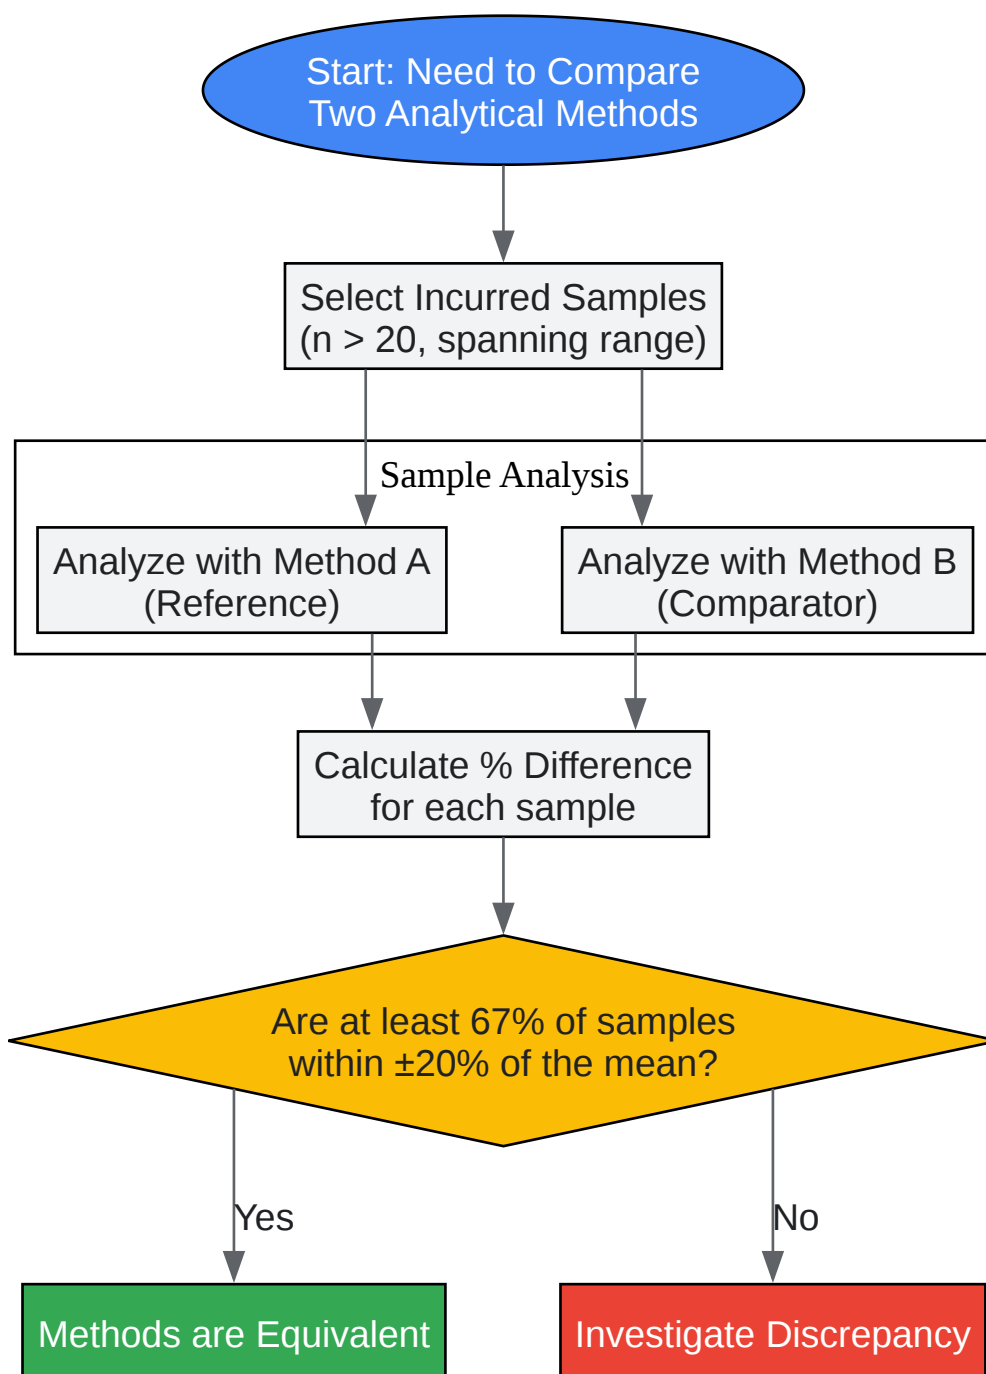 Start: Need to Compare
Two Analytical Methods
Select Incurred Samples
(n > 20, spanning range)
Sample Analysis
Analyze with Method A
(Reference)
Analyze with Method B
(Comparator)
Calculate % Difference
for each sample
Are at least 67% of samples
within ±20% of the mean?
Yes
No
Methods are Equivalent
Investigate Discrepancy